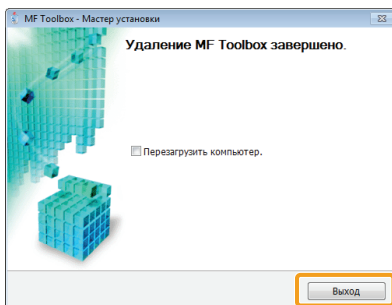 MF Toolbox - Мастер установки
Удаление MF Toolbox завершено.
Перезагрузить компьютер.
Выход